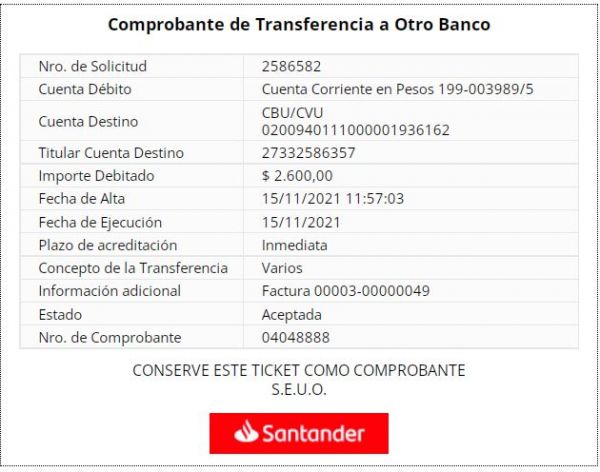 Comprobante de Transferencia a Otro Banco
Nro. de Solicitud 2586582
Cuenta Débito Cuenta Corriente en Pesos 199-003989/5
Cuenta Destino CBU/CVU
0200940111000001936162
Titular Cuenta Destino 27332586357
Importe Debitado $ 2.600,00
Fecha de Alta 15/11/2021 11:57:03
Fecha de Ejecución 15/11/2021
Plazo de acreditación Inmediata
Concepto de la Transferencia Varios
Información adicional Factura 00003-00000049
Estado Aceptada
Nro. de Comprobante 04048888
CONSERVE ESTE TICKET COMO COMPROBANTE
S.E.U.O.
Santander